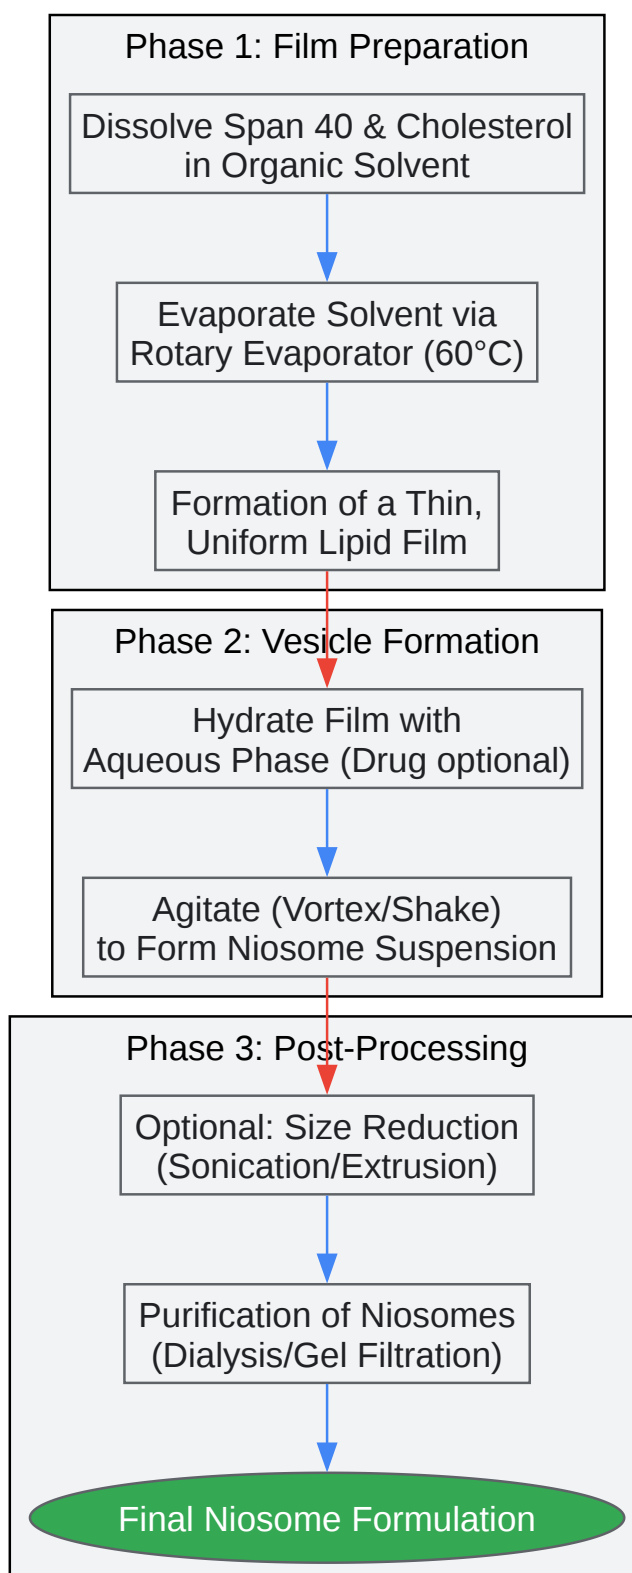 Phase 1: Film Preparation
Dissolve Span 40 & Cholesterol
in Organic Solvent
Evaporate Solvent via
Rotary Evaporator (60°C)
Formation of a Thin,
Uniform Lipid Film
Phase 2: Vesicle Formation
Hydrate Film with
Aqueous Phase (Drug optional)
Agitate (Vortex/Shake)
to Form Niosome Suspension
Phase 3: Post-Processing
Optional: Size Reduction
(Sonication/Extrusion)
Purification of Niosomes
(Dialysis/Gel Filtration)
Final Niosome Formulation